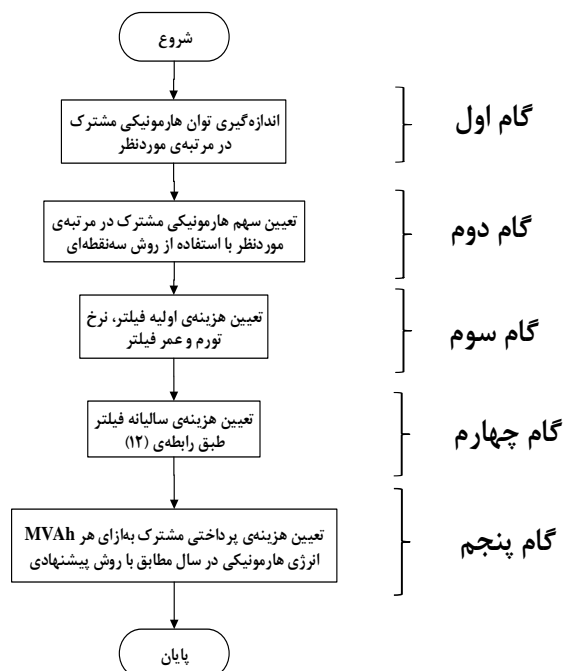 شروع
اندازه‌گیری توان هارمونیکی مشترک
در مرتبه‌ی موردنظر
گام اول
تعیین سهم هارمونیکی مشترک در مرتبه‌ی
موردنظر با استفاده از روش سه‌نقطه‌ای
گام دوم
تعیین هزینه‌ی اولیه فیلتر، نرخ
تورم و عمر فیلتر
گام سوم
تعیین هزینه‌ی سالیانه فیلتر
طبق رابطه‌ی (۱۲)
گام چهارم
تعیین هزینه‌ی پرداختی مشترک به‌ازای هر MVAh
انرژی هارمونیکی در سال مطابق با روش پیشنهادی
گام پنجم
پایان